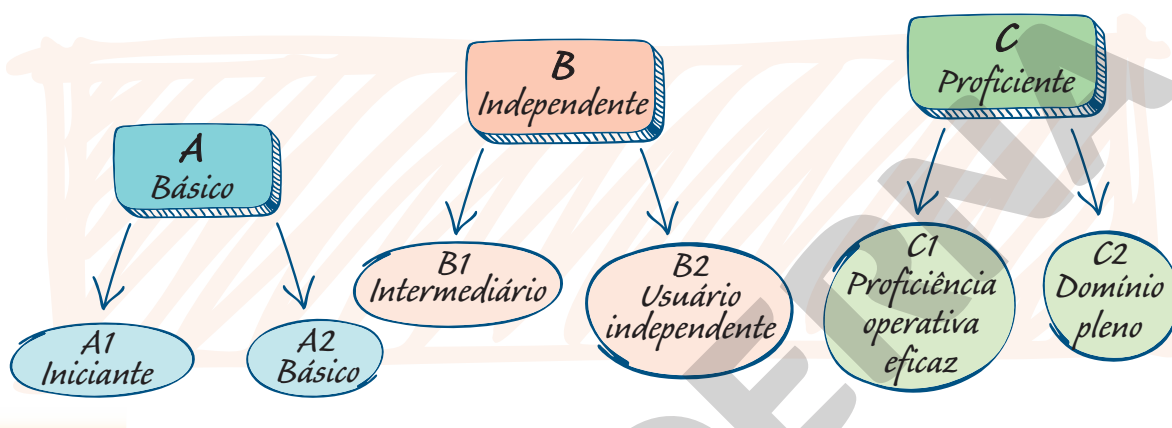 A
Básico
A1
Iniciante
A2
Básico
B
Independente
B1
Intermediário
B2
Usuário
independente
C
Proficiente
C1
Proficiência
operativa
eficaz
C2
Domínio
pleno
ERNA